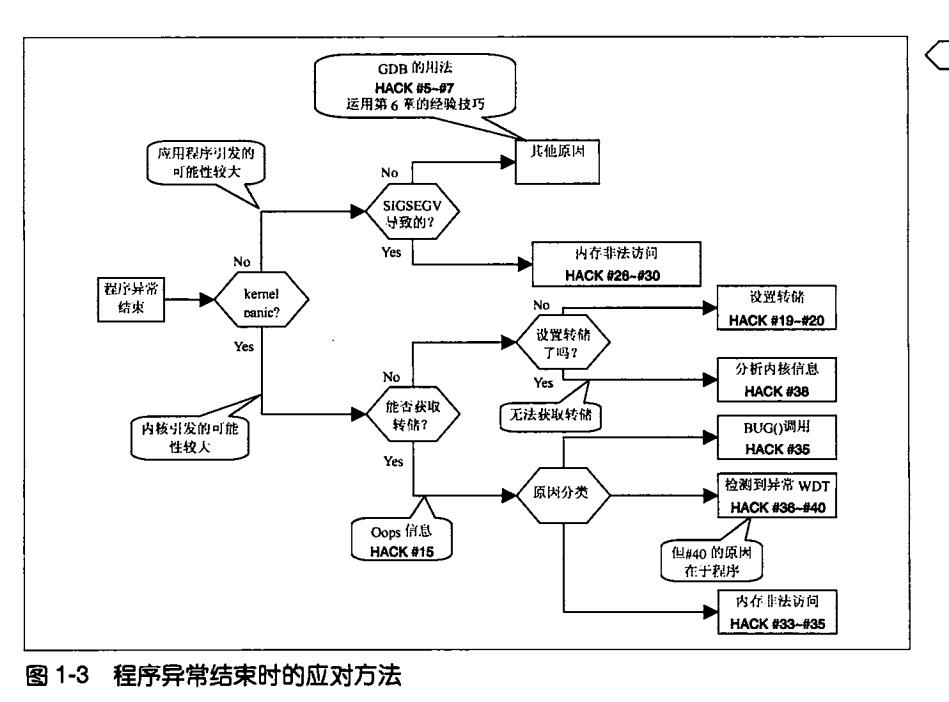 GDB 的用法
HACK #5~#7
运用第 6 章的经验技巧
应用程序引发的
可能性较大
其他原因
No
SIGSEGV
导致的?
Yes
内存非法访问
HACK #26~#30
No
程序异常
结束
kernel
panic?
Yes
No
设置转储
HACK #19~#20
设置转储
了吗?
Yes
分析内核信息
HACK #38
无法获取转储
No
能否获取
转储?
内核引发的可能
性较大
Yes
BUG()调用
HACK #35
原因分类
检测到异常 WDT
HACK #36~#40
Oops 信息
HACK #15
但#40 的原因
在于程序
内存非法访问
HACK #33~#35
图 1-3 程序异常结束时的应对方法